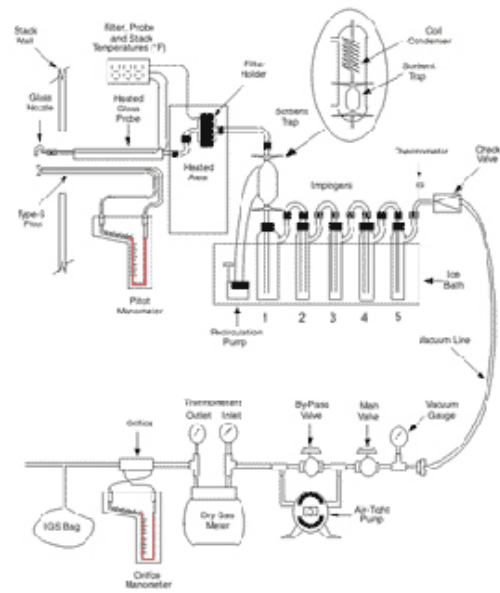 Stack
Wall
Filter, Probe
and Stack
Temperatures (°F)
Filter
Holder
Coil
Condenser
Sorbent
Trap
Glass
Nozzle
Heated
Glass
Probe
Heated
Area
Sorbent
Trap
Thermometer
Check
Valve
Impingers
Type-S
Pitot
Pitot
Manometer
Ice
Bath
1 2 3 4 5
Recirculation
Pump
Vacuum Line
Orifice
Thermometers
Outlet Inlet
By-Pass
Valve
Main
Valve
Vacuum
Gauge
IGS Bag
Dry Gas
Meter
Air-Tight
Pump
Orifice
Manometer